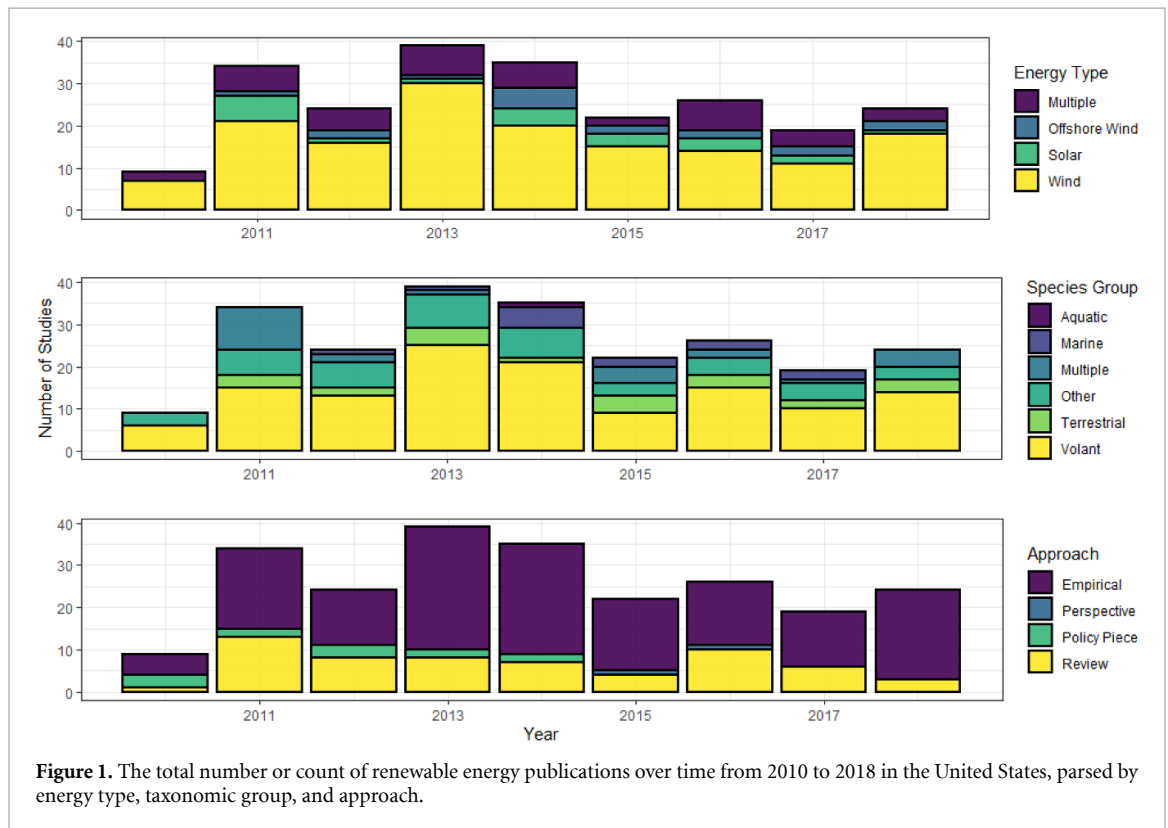 40
30
20
10
0
2011
2013
2015
2017
Energy Type
Multiple
Offshore Wind
Solar
Wind
Number of Studies
40
30
20
10
0
2011
2013
2015
2017
Species Group
Aquatic
Marine
Multiple
Other
Terrestrial
Volant
40
30
20
10
0
2011
2013
2015
2017
Year
Approach
Empirical
Perspective
Policy Piece
Review
Figure 1. The total number or count of renewable energy publications over time from 2010 to 2018 in the United States, parsed by
energy type, taxonomic group, and approach.